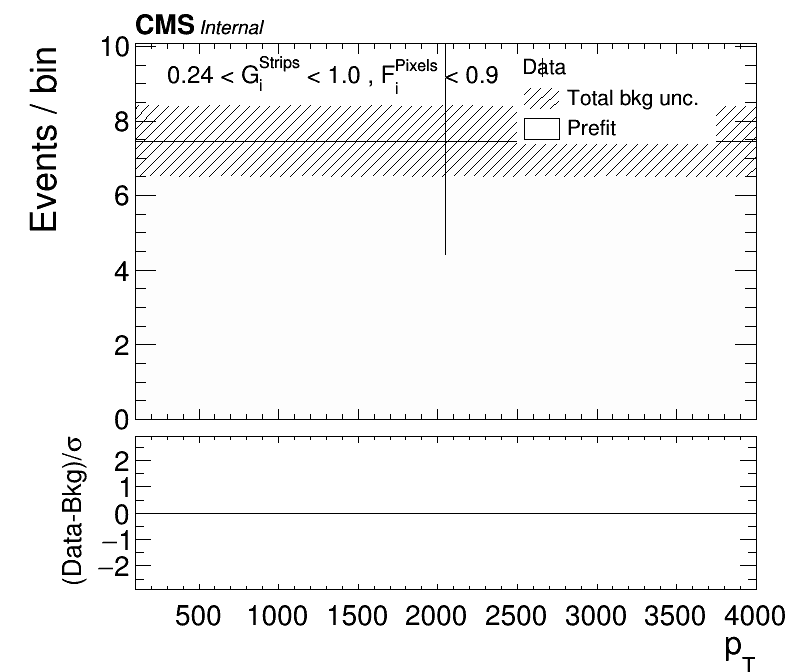 CMS Internal
Events / bin
10
8
6
4
2
0
0.24 < G_i^Strips < 1.0 , F_i^Pixels < 0.9
Data
Total bkg unc.
Prefit
(Data-Bkg)/σ
2
1
0
−1
−2
500 1000 1500 2000 2500 3000 3500 4000
p_T